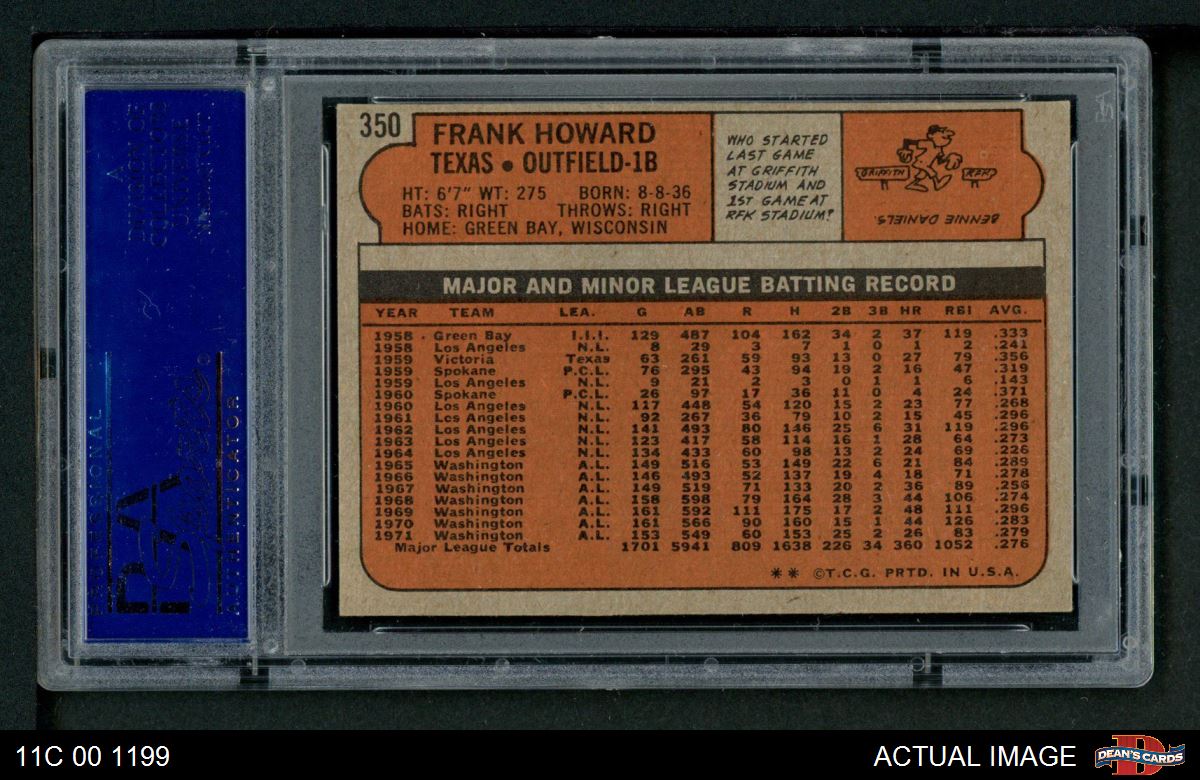 A
DIVISION OF
COLLECTORS
UNIVERSE
PROFESSIONAL
PSA
AUTHENTICATOR
350
FRANK HOWARD
TEXAS • OUTFIELD-1B
HT: 6'7" WT: 275 BORN: 8-8-36
BATS: RIGHT THROWS: RIGHT
HOME: GREEN BAY, WISCONSIN
WHO STARTED
LAST GAME
AT GRIFFITH
STADIUM AND
1ST GAME AT
RFK STADIUM?
GRIFFITH RFK
BENNIE DANIELS.
MAJOR AND MINOR LEAGUE BATTING RECORD
YEAR TEAM LEA. G AB R H 2B 3B HR RBI AVG.
1958 Green Bay I.I.I. 129 487 104 162 34 2 37 119 .333
1958 Los Angeles N.L. 8 29 3 7 1 0 1 2 .241
1959 Victoria Texas 63 261 59 93 13 0 27 79 .356
1959 Spokane P.C.L. 76 295 43 94 19 2 16 47 .319
1959 Los Angeles N.L. 9 21 2 3 0 1 1 6 .143
1960 Spokane P.C.L. 26 97 17 36 11 0 4 24 .371
1960 Los Angeles N.L. 117 448 54 120 15 2 23 77 .268
1961 Los Angeles N.L. 92 267 36 79 10 2 15 45 .296
1962 Los Angeles N.L. 141 493 80 146 25 6 31 119 .296
1963 Los Angeles N.L. 123 417 58 114 16 1 28 64 .273
1964 Los Angeles N.L. 134 433 60 98 13 2 24 69 .226
1965 Washington A.L. 149 516 53 149 22 6 21 84 .289
1966 Washington A.L. 146 493 52 137 19 4 18 71 .278
1967 Washington A.L. 149 519 71 133 20 2 36 89 .256
1968 Washington A.L. 158 598 79 164 28 3 44 106 .274
1969 Washington A.L. 161 592 111 175 17 2 48 111 .296
1970 Washington A.L. 161 566 90 160 15 1 44 126 .283
1971 Washington A.L. 153 549 60 153 25 2 26 83 .279
Major League Totals 1701 5941 809 1638 226 34 360 1052 .276
** ©T.C.G. PRTD. IN U.S.A.
11C 00 1199
ACTUAL IMAGE
DEAN'S CARDS